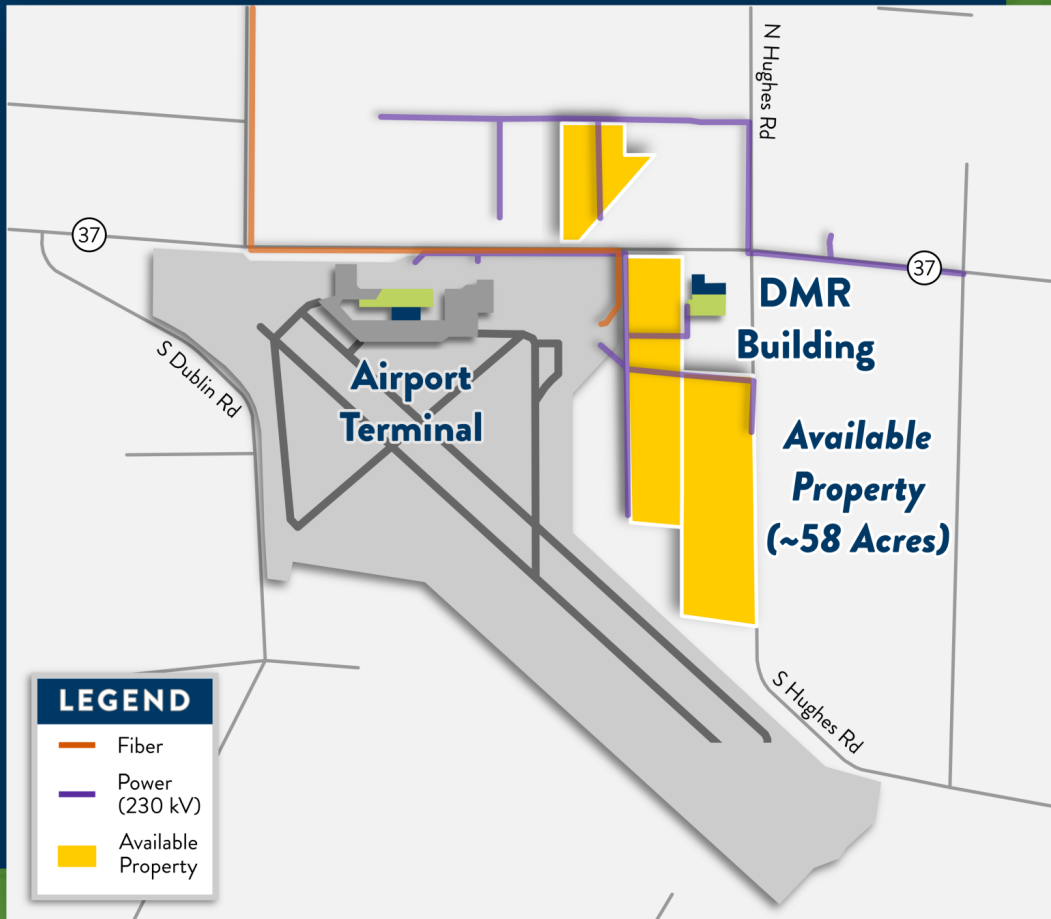 N Hughes Rd
37
37
DMR
Building
S Dublin Rd
Airport
Terminal
Available
Property
(~58 Acres)
S Hughes Rd
LEGEND
Fiber
Power
(230 kV)
Available
Property